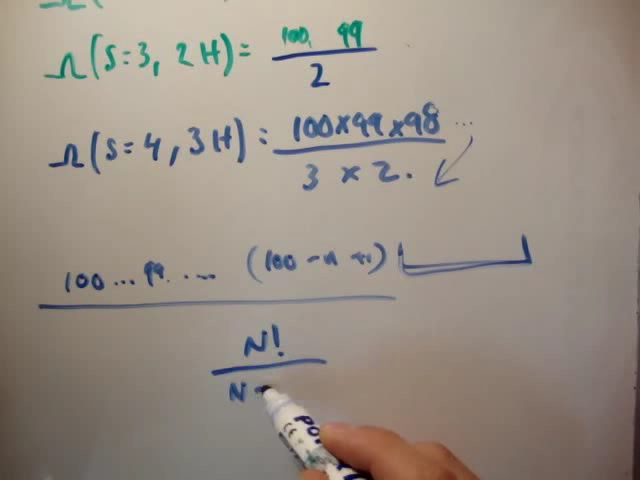 Ω(S=3, 2H) = 100, 99 / 2
Ω(S=4, 3H) = 100×99×98 ... / 3 × 2.
100 ... 99 .... (100 - n +1)
N!
N -